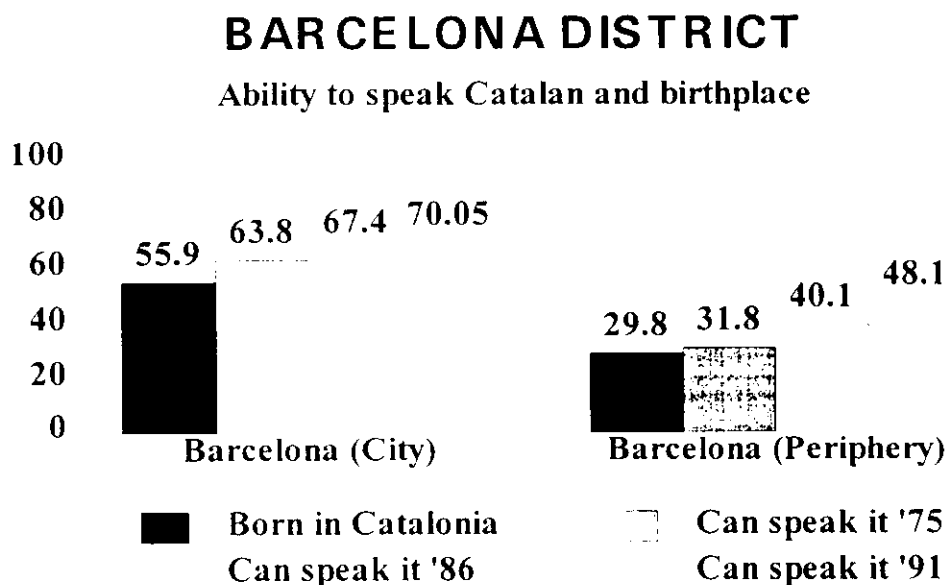 BARCELONA DISTRICT
Ability to speak Catalan and birthplace
100
80
60
40
20
0
55.9 63.8 67.4 70.05
29.8 31.8 40.1 48.1
Barcelona (City) Barcelona (Periphery)
Born in Catalonia Can speak it '75
Can speak it '86 Can speak it '91